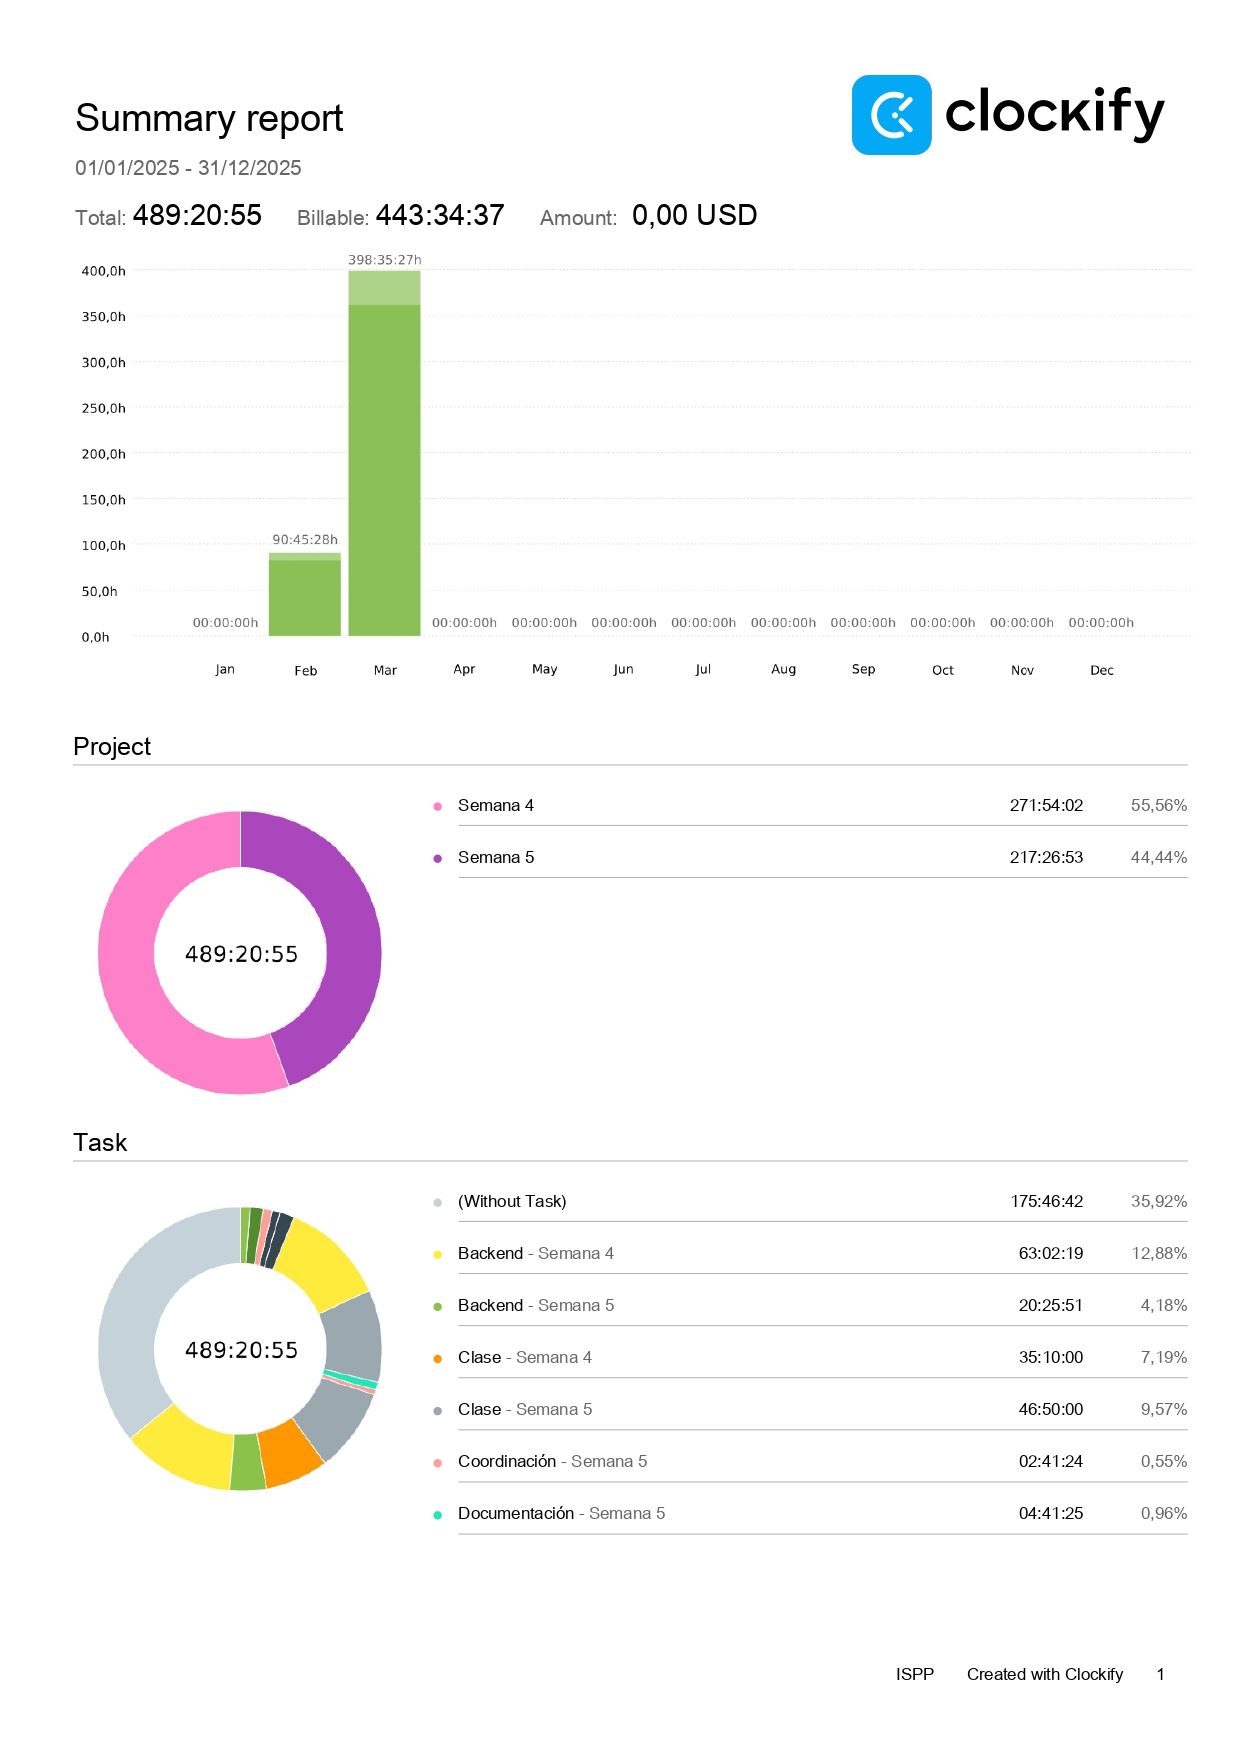 Summary report
clockify
01/01/2025 - 31/12/2025
Total: 489:20:55 Billable: 443:34:37 Amount: 0,00 USD
398:35:27h
400,0h
350,0h
300,0h
250,0h
200,0h
150,0h
90:45:28h
100,0h
50,0h
00:00:00h 00:00:00h 00:00:00h 00:00:00h 00:00:00h 00:00:00h 00:00:00h 00:00:00h 00:00:00h 00:00:00h
0,0h
Jan Feb Mar Apr May Jun Jul Aug Sep Oct Nov Dec
Project
Semana 4 271:54:02 55,56%
Semana 5 217:26:53 44,44%
489:20:55
Task
(Without Task) 175:46:42 35,92%
Backend - Semana 4 63:02:19 12,88%
Backend - Semana 5 20:25:51 4,18%
489:20:55
Clase - Semana 4 35:10:00 7,19%
Clase - Semana 5 46:50:00 9,57%
Coordinación - Semana 5 02:41:24 0,55%
Documentación - Semana 5 04:41:25 0,96%
ISPP Created with Clockify 1